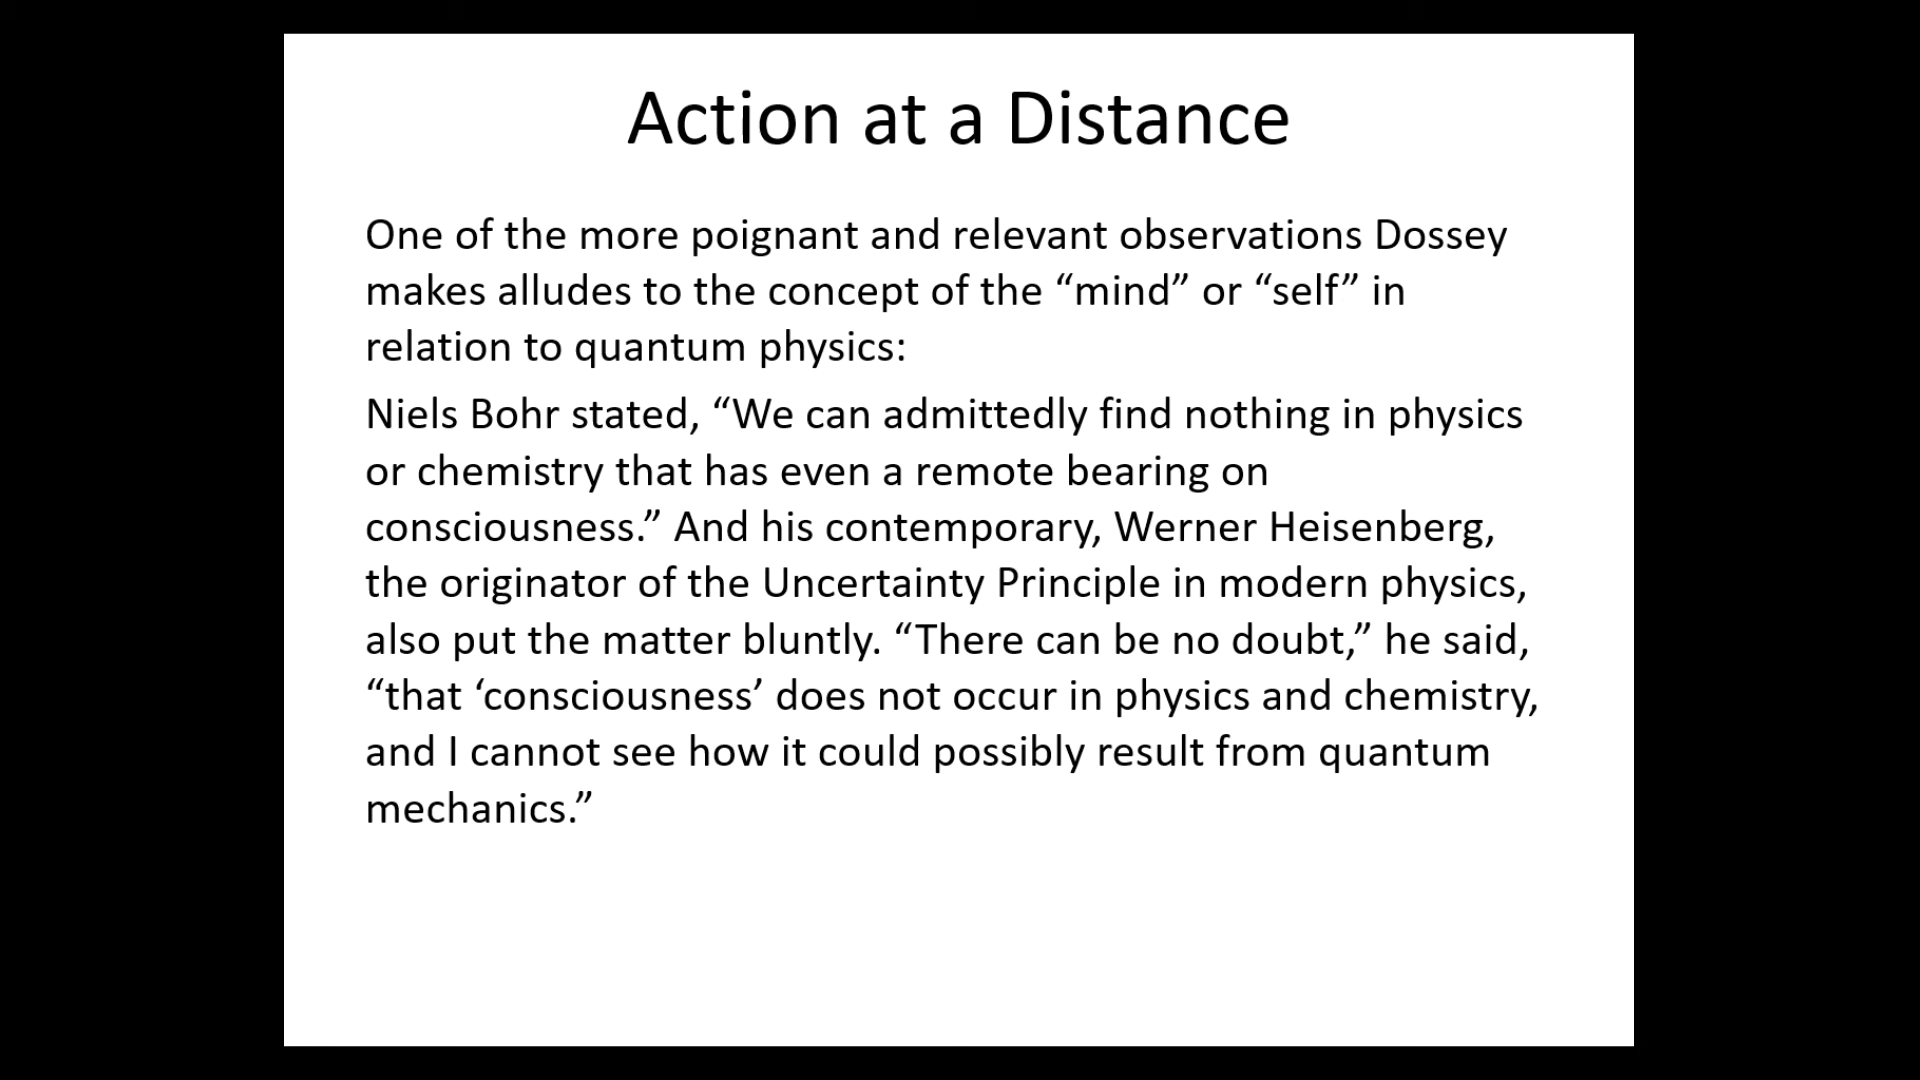 Action at a Distance
One of the more poignant and relevant observations Dossey
makes alludes to the concept of the “mind” or “self” in
relation to quantum physics:
Niels Bohr stated, “We can admittedly find nothing in physics
or chemistry that has even a remote bearing on
consciousness.” And his contemporary, Werner Heisenberg,
the originator of the Uncertainty Principle in modern physics,
also put the matter bluntly. “There can be no doubt,” he said,
“that ‘consciousness’ does not occur in physics and chemistry,
and I cannot see how it could possibly result from quantum
mechanics.”